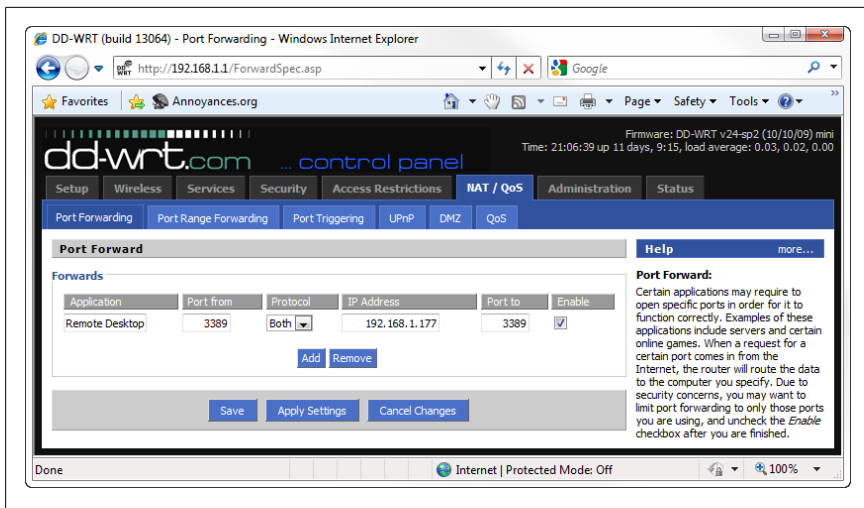 DD-WRT (build 13064) - Port Forwarding - Windows Internet Explorer
http://192.168.1.1/ForwardSpec.asp
Google
Favorites
Annoyances.org
Page
Safety
Tools
Firmware: DD-WRT v24-sp2 (10/10/09) mini
Time: 21:06:39 up 11 days, 9:15, load average: 0.03, 0.02, 0.00
dd-wrt.com ... control panel
Setup Wireless Services Security Access Restrictions NAT / QoS Administration Status
Port Forwarding Port Range Forwarding Port Triggering UPnP DMZ QoS
Port Forward
Forwards
Application Port from Protocol IP Address Port to Enable
Remote Desktop 3389 Both 192.168.1.177 3389
Add Remove
Save Apply Settings Cancel Changes
Help more...
Port Forward:
Certain applications may require to
open specific ports in order for it to
function correctly. Examples of these
applications include servers and certain
online games. When a request for a
certain port comes in from the
Internet, the router will route the data
to the computer you specify. Due to
security concerns, you may want to
limit port forwarding to only those ports
you are using, and uncheck the Enable
checkbox after you are finished.
Done
Internet | Protected Mode: Off
100%